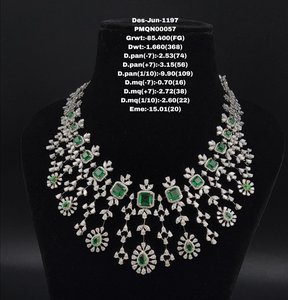 Des-Jun-1197
PMQN00057
Grwt:-85.400(FG)
Dwt:-1.660(368)
D.pan(-7):-2.53(74)
D.pan(+7):-3.15(56)
D.pan(1/10):-9.90(109)
D.mq(-7):-0.70(16)
D.mq(+7):-2.72(38)
D.mq(1/10):-2.60(22)
Eme:-15.01(20)